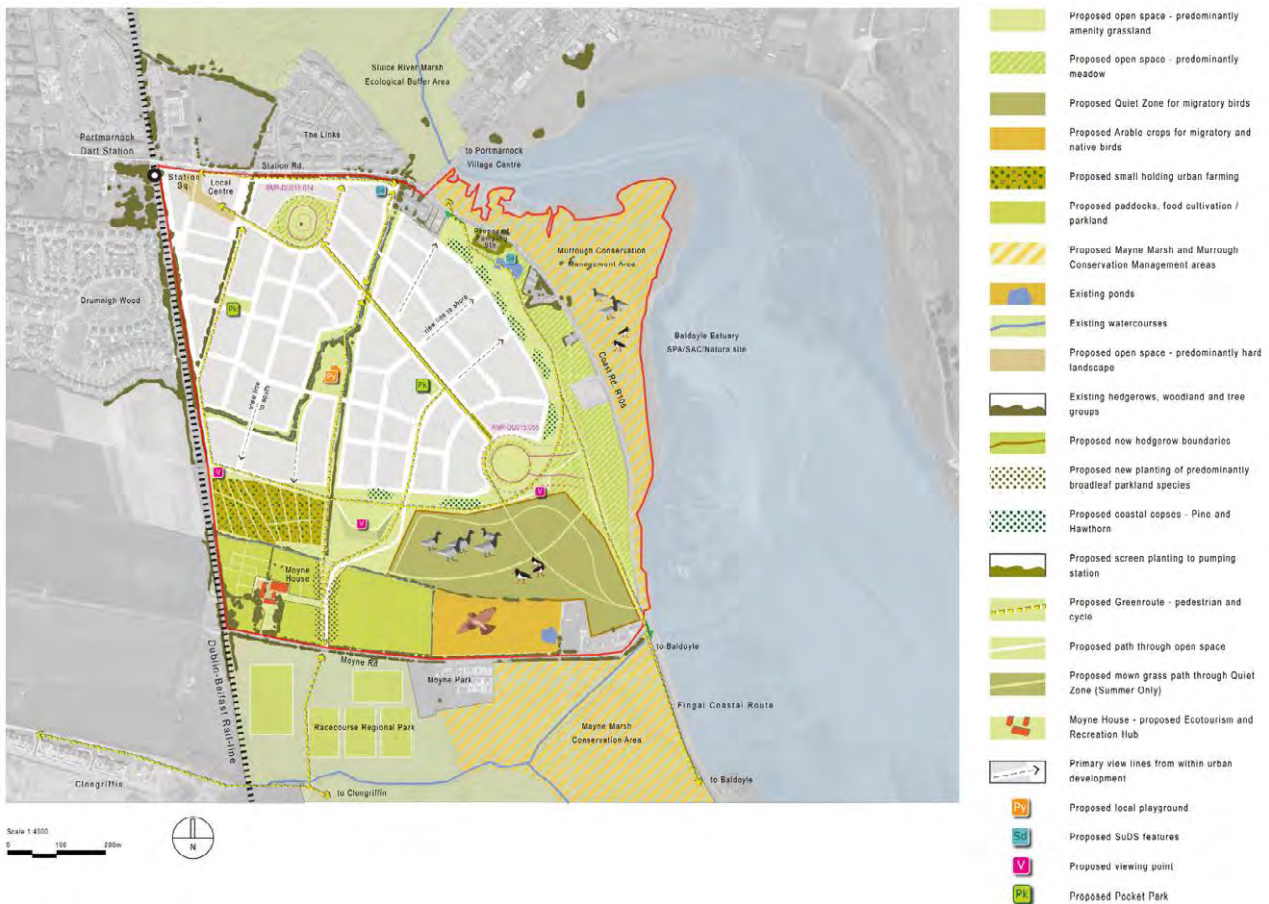 Sluice River Marsh
Ecological Buffer Area
Portmarnock
Dart Station
The Links
to Portmarnock
Village Centre
Station Rd.
Station
Sq.
Local
Centre
RMP-DU015:014
Sd
Proposed
Pumping
Stn
Sd
Murrough Conservation
Management Area
Drumnigh Wood
Pk
view line to shore
Baldoyle Estuary
SPA/SAC/Natura site
Py
Pk
Coast Rd. R106
view line
to south
RMP-DU015:055
V
V
V
Moyne
House
Dublin-Belfast Rail-line
Moyne Rd
to Baldoyle
Moyne Park
Fingal Coastal Route
Racecourse Regional Park
Mayne Marsh
Conservation Area
Clongriffin
to Clongriffin
to Baldoyle
Scale 1:4000
0 100 200m
N
Proposed open space - predominantly
amenity grassland
Proposed open space - predominantly
meadow
Proposed Quiet Zone for migratory birds
Proposed Arable crops for migratory and
native birds
Proposed small holding urban farming
Proposed paddocks, food cultivation /
parkland
Proposed Mayne Marsh and Murrough
Conservation Management areas
Existing ponds
Existing watercourses
Proposed open space - predominantly hard
landscape
Existing hedgerows, woodland and tree
groups
Proposed new hedgerow boundaries
Proposed new planting of predominantly
broadleaf parkland species
Proposed coastal copses - Pine and
Hawthorn
Proposed screen planting to pumping
station
Proposed Greenroute - pedestrian and
cycle
Proposed path through open space
Proposed mown grass path through Quiet
Zone (Summer Only)
Moyne House - proposed Ecotourism and
Recreation Hub
Primary view lines from within urban
development
Py Proposed local playground
Sd Proposed SuDS features
V Proposed viewing point
Pk Proposed Pocket Park